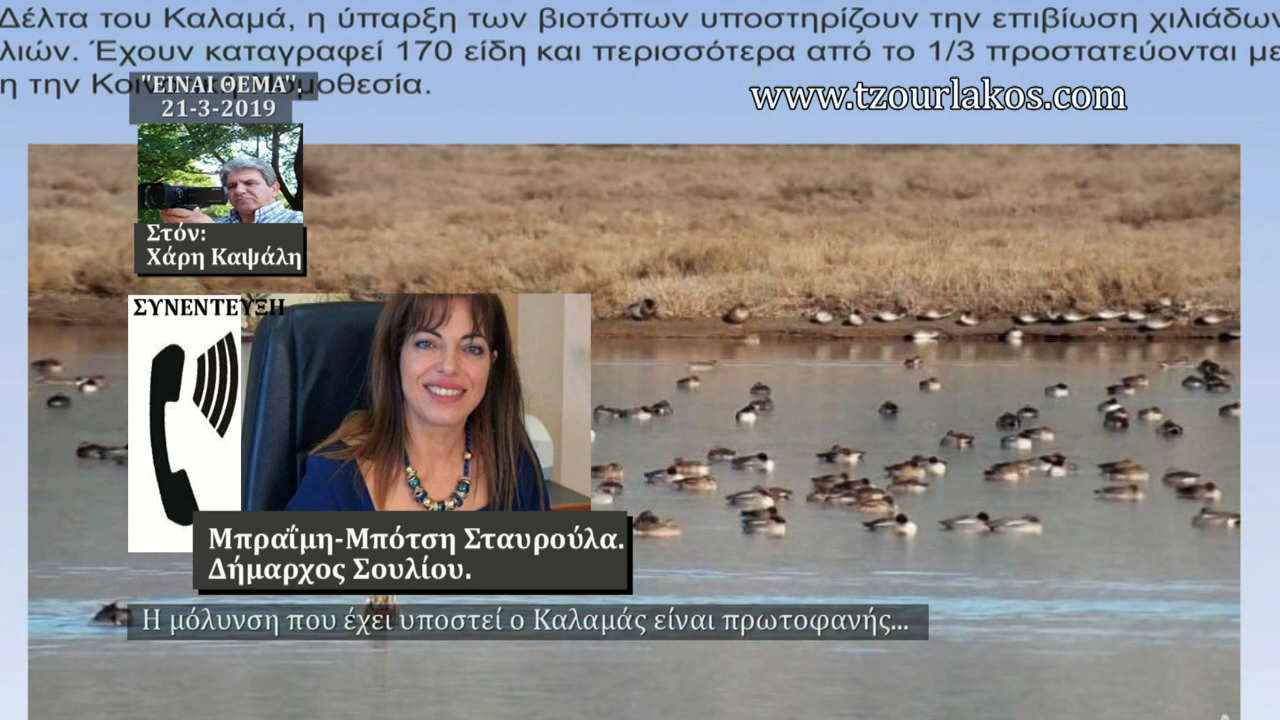 Δέλτα του Καλαμά, η ύπαρξη των βιοτόπων υποστηρίζουν την επιβίωση χιλιάδων
λιών. Έχουν καταγραφεί 170 είδη και περισσότερα από το 1/3 προστατεύονται με
η την
"ΕΙΝΑΙ ΘΕΜΑ".
21-3-2019
www.tzourlakos.com
Στόν:
Χάρη Καψάλη
ΣΥΝΕΝΤΕΥΞΗ
Μπραΐμη-Μπότση Σταυρούλα.
Δήμαρχος Σουλίου.
Η μόλυνση που έχει υποστεί ο Καλαμάς είναι πρωτοφανής...